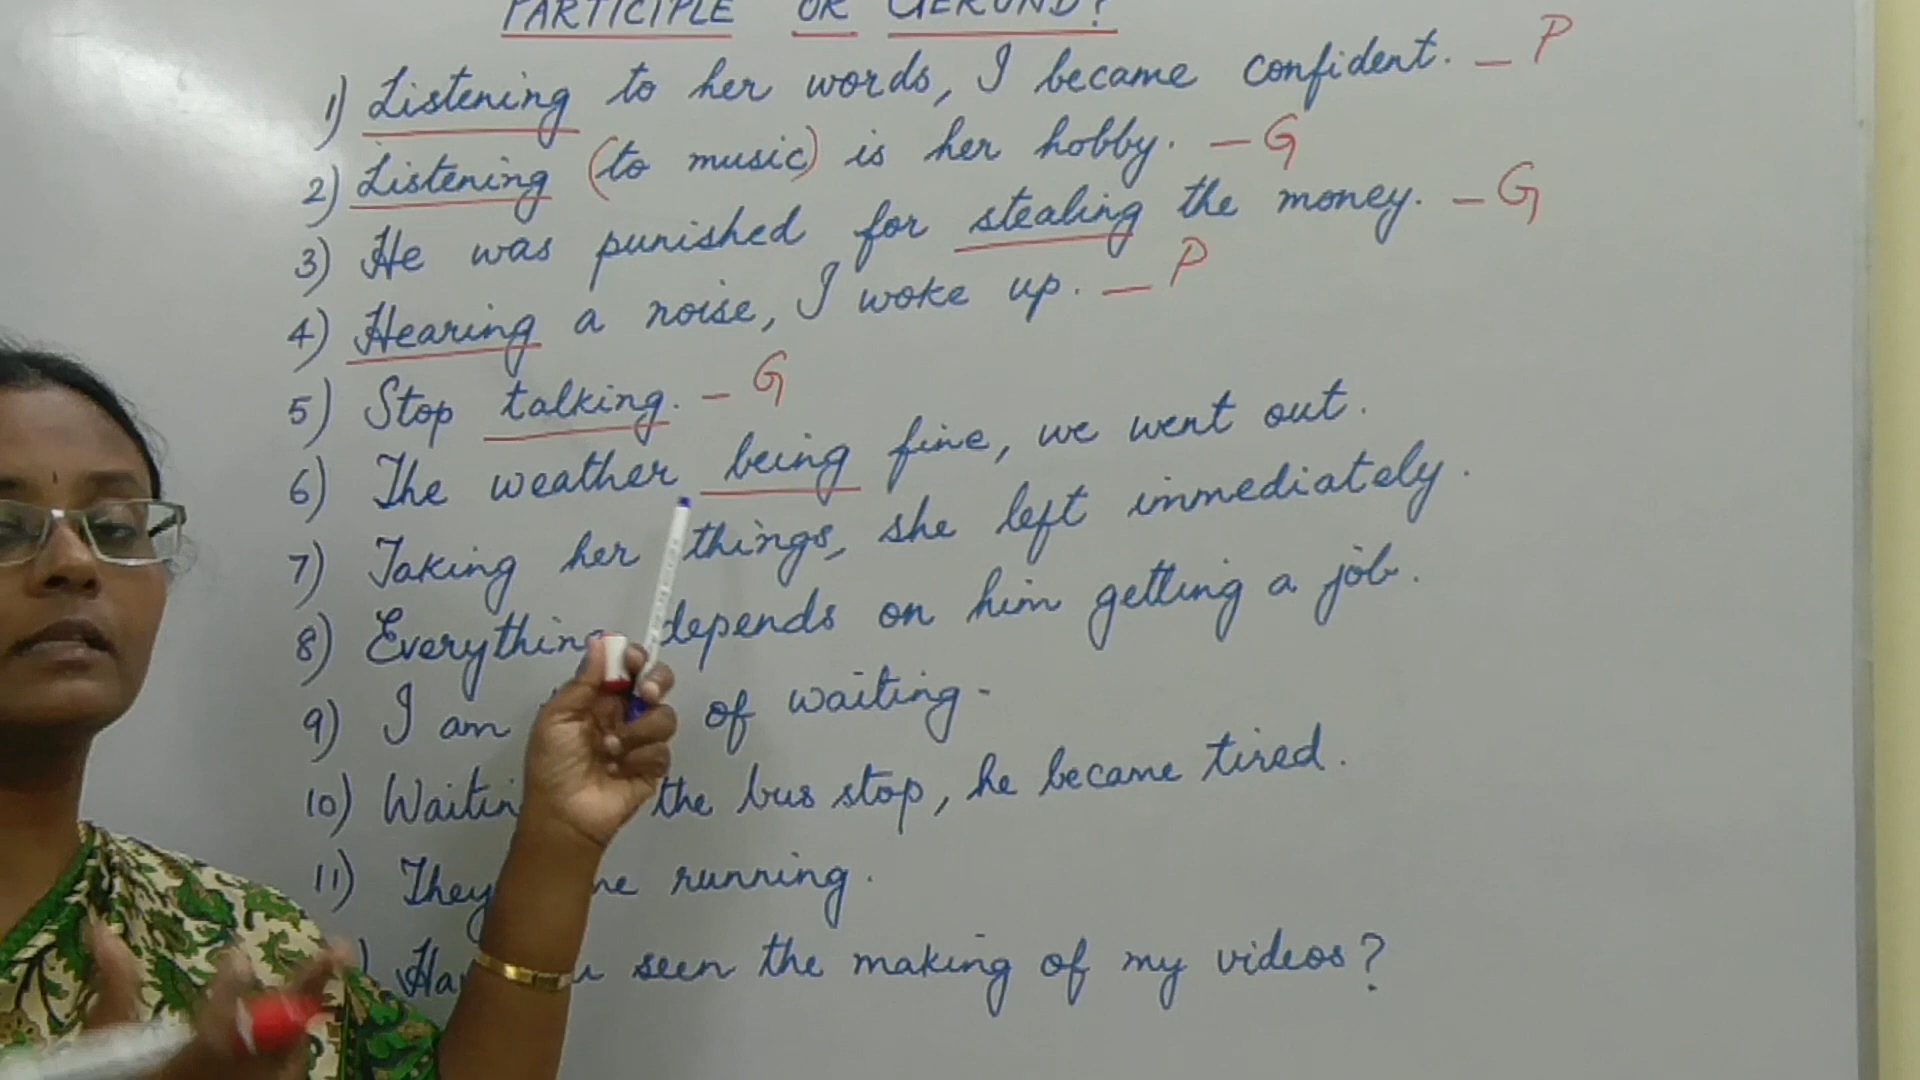 PARTICIPLE OR GERUND?
1) Listening to her words, I became confident. - P
2) Listening (to music) is her hobby. - G
3) He was punished for stealing the money. - G
4) Hearing a noise, I woke up. - P
5) Stop talking. - G
6) The weather being fine, we went out.
7) Taking her things, she left immediately.
8) Everything depends on him getting a job.
9) I am of waiting.
10) the bus stop, he became tired.
11) They running.
seen the making of my videos?